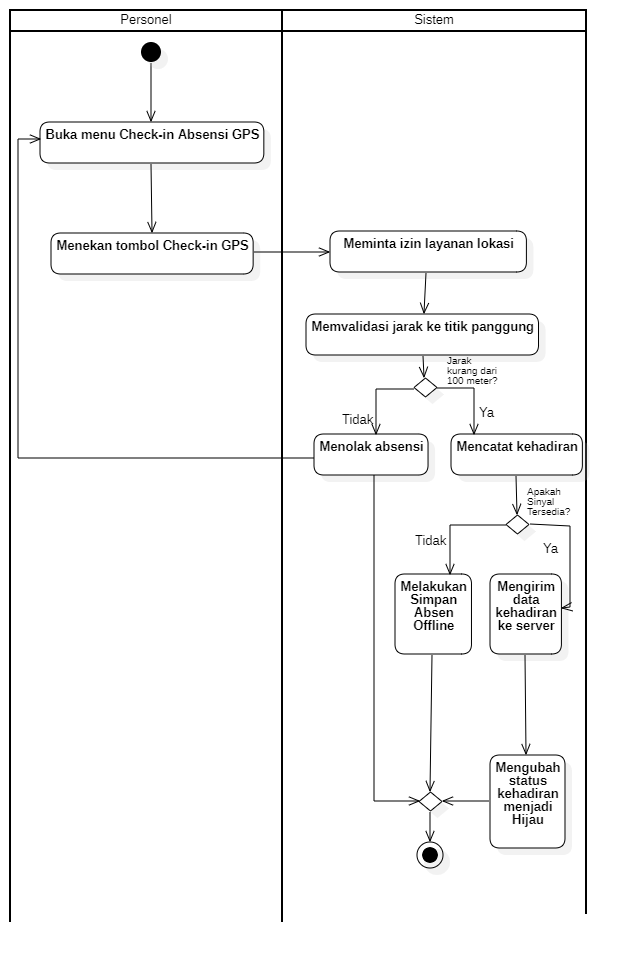 Personel
Sistem
Buka menu Check-in Absensi GPS
Menekan tombol Check-in GPS
Meminta izin layanan lokasi
Memvalidasi jarak ke titik panggung
Jarak
kurang dari
100 meter?
Tidak
Ya
Menolak absensi
Mencatat kehadiran
Apakah
Sinyal
Tersedia?
Tidak
Ya
Melakukan
Simpan
Absen
Offline
Mengirim
data
kehadiran
ke server
Mengubah
status
kehadiran
menjadi
Hijau